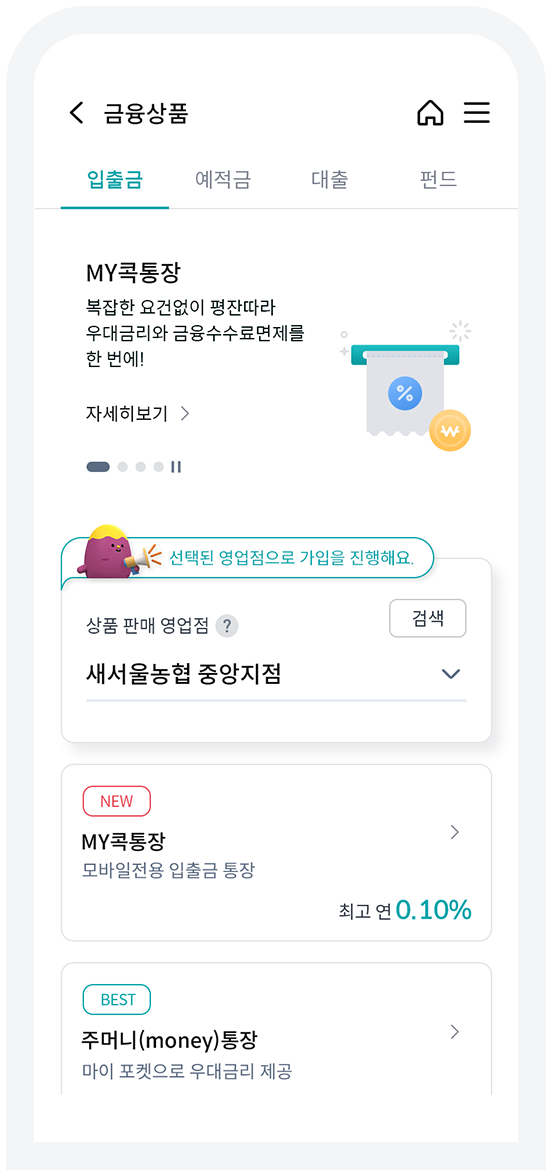 금융상품
입출금 예적금 대출 펀드
MY콕통장
복잡한 요건없이 평잔따라
우대금리와 금융수수료면제를
한 번에!
자세히보기
선택된 영업점으로 가입을 진행해요.
상품 판매 영업점 ?
검색
새서울농협 중앙지점
NEW
MY콕통장
모바일전용 입출금 통장
최고 연 0.10%
BEST
주머니(money)통장
마이 포켓으로 우대금리 제공